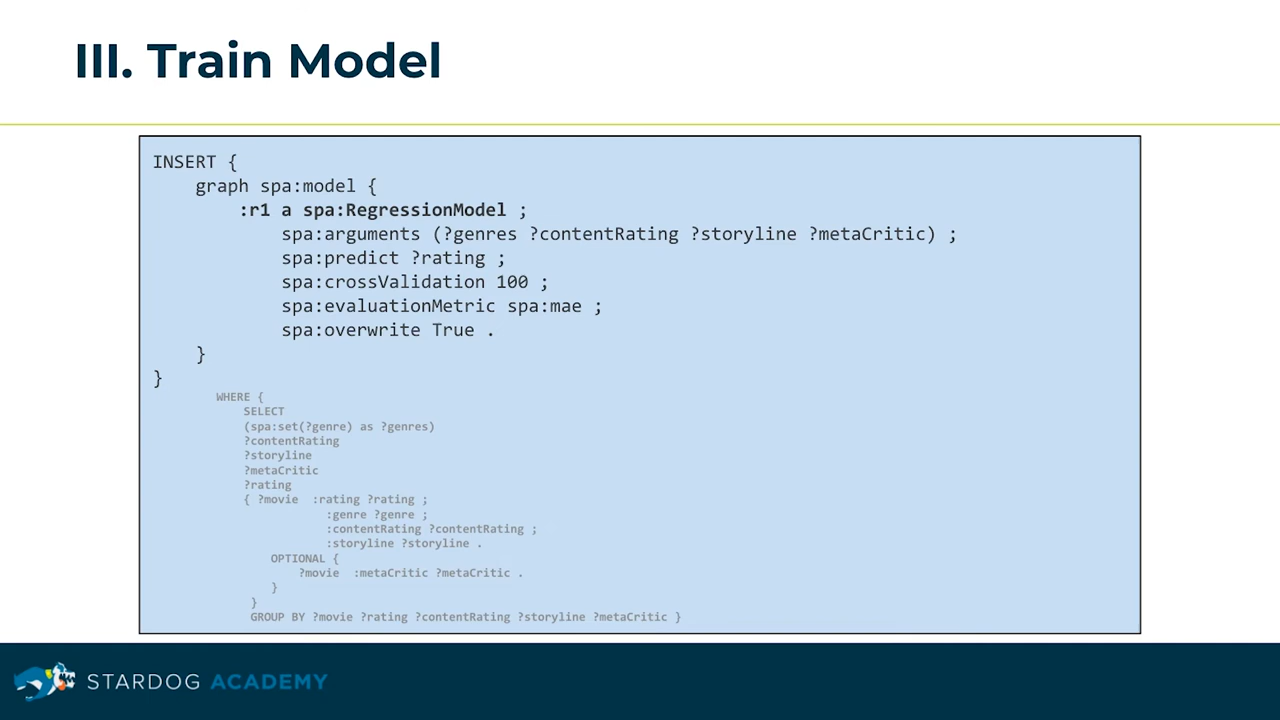 III. Train Model
INSERT {
graph spa:model {
:r1 a spa:RegressionModel ;
spa:arguments (?genres ?contentRating ?storyline ?metaCritic) ;
spa:predict ?rating ;
spa:crossValidation 100 ;
spa:evaluationMetric spa:mae ;
spa:overwrite True .
}
}
WHERE {
SELECT
(spa:set(?genre) as ?genres)
?contentRating
?storyline
?metaCritic
?rating
{ ?movie :rating ?rating ;
:genre ?genre ;
:contentRating ?contentRating ;
:storyline ?storyline .
OPTIONAL {
?movie :metaCritic ?metaCritic .
}
}
GROUP BY ?movie ?rating ?contentRating ?storyline ?metaCritic }
STARDOG ACADEMY